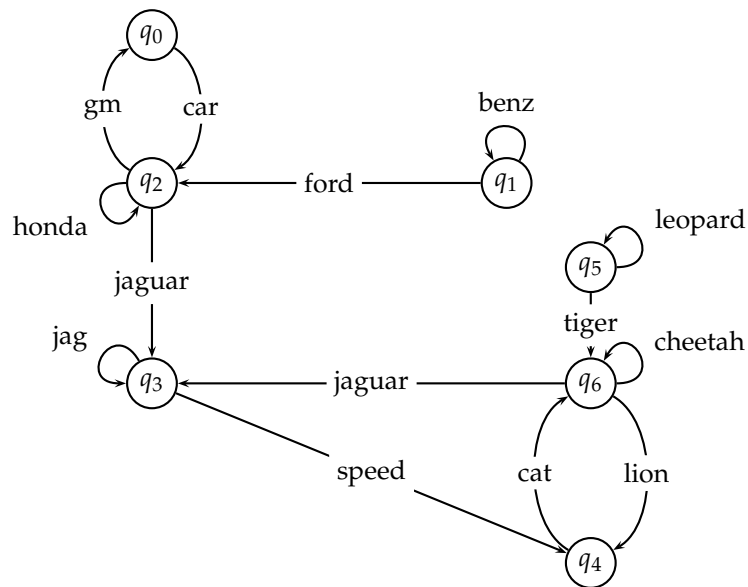 q0
gm car
benz
q2 ford q1
honda
leopard
q5
jaguar
tiger
jag cheetah
q3 jaguar q6
speed cat lion
q4